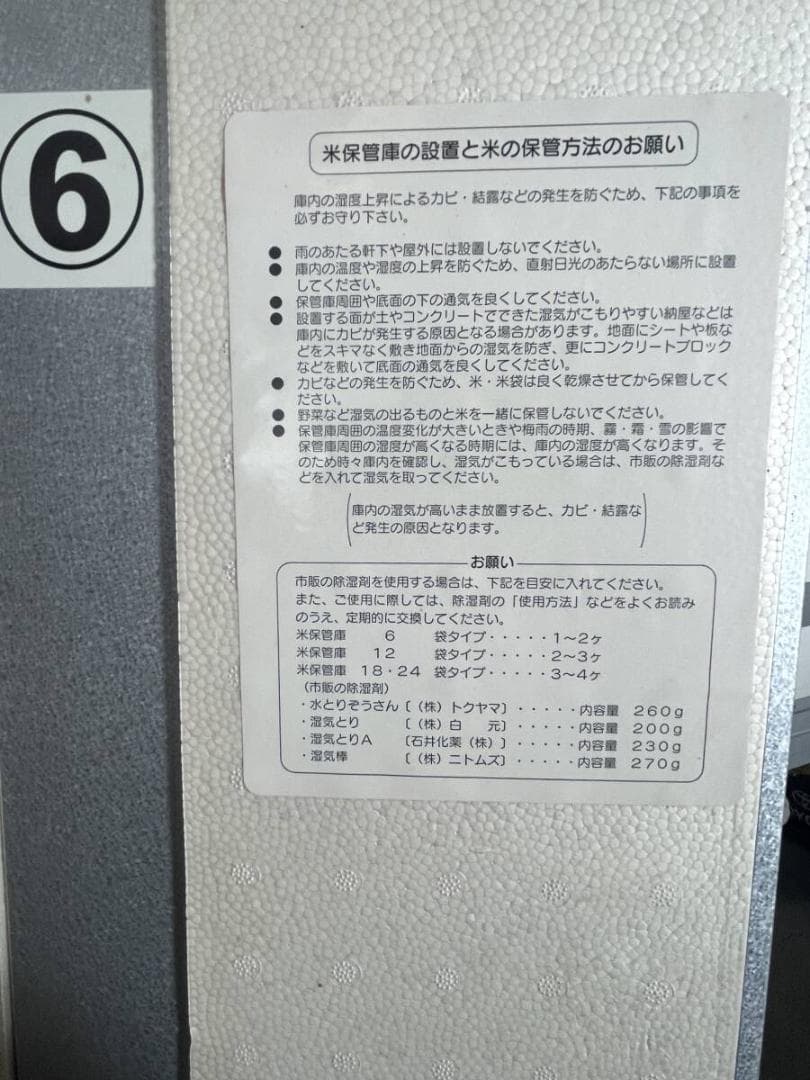 ⑥
米保管庫の設置と米の保管方法のお願い
庫内の湿度上昇によるカビ・結露などの発生を防ぐため、下記の事項を
必ずお守り下さい。
● 雨のあたる軒下や屋外には設置しないでください。
● 庫内の温度や湿度の上昇を防ぐため、直射日光のあたらない場所に設置
してください。
● 保管庫周囲や底面の下の通気を良くしてください。
● 設置する面が土やコンクリートでできた湿気がこもりやすい納屋などは
庫内にカビが発生する原因となる場合があります。地面にシートや板な
どをスキマなく敷き地面からの湿気を防ぎ、更にコンクリートブロック
などを敷いて底面の通気を良くしてください。
● カビなどの発生を防ぐため、米・米袋は良く乾燥させてから保管してく
ださい。
● 野菜など湿気の出るものと米を一緒に保管しないでください。
● 保管庫周囲の温度変化が大きいときや梅雨の時期、霧・霜・雪の影響で
保管庫周囲の湿度が高くなる時期には、庫内の湿度が高くなります。そ
のため時々庫内を確認し、湿気がこもっている場合は、市販の除湿剤な
どを入れて湿気を取ってください。
(庫内の湿気が高いまま放置すると、カビ・結露な
ど発生の原因となります。)
お願い
市販の除湿剤を使用する場合は、下記を目安に入れてください。
また、ご使用に際しては、除湿剤の「使用方法」などをよくお読み
のうえ、定期的に交換してください。
米保管庫 6 袋タイプ・・・・・1〜2ヶ
米保管庫 12 袋タイプ・・・・・2〜3ヶ
米保管庫 18・24 袋タイプ・・・・・3〜4ヶ
(市販の除湿剤)
・水とりぞうさん〔(株)トクヤマ〕・・・・・内容量 260g
・湿気とり 〔(株)白 元〕・・・・・内容量 200g
・湿気とりA 〔石井化薬(株)〕・・・・・内容量 230g
・湿気棒 〔(株)ニトムズ〕・・・・・内容量 270g